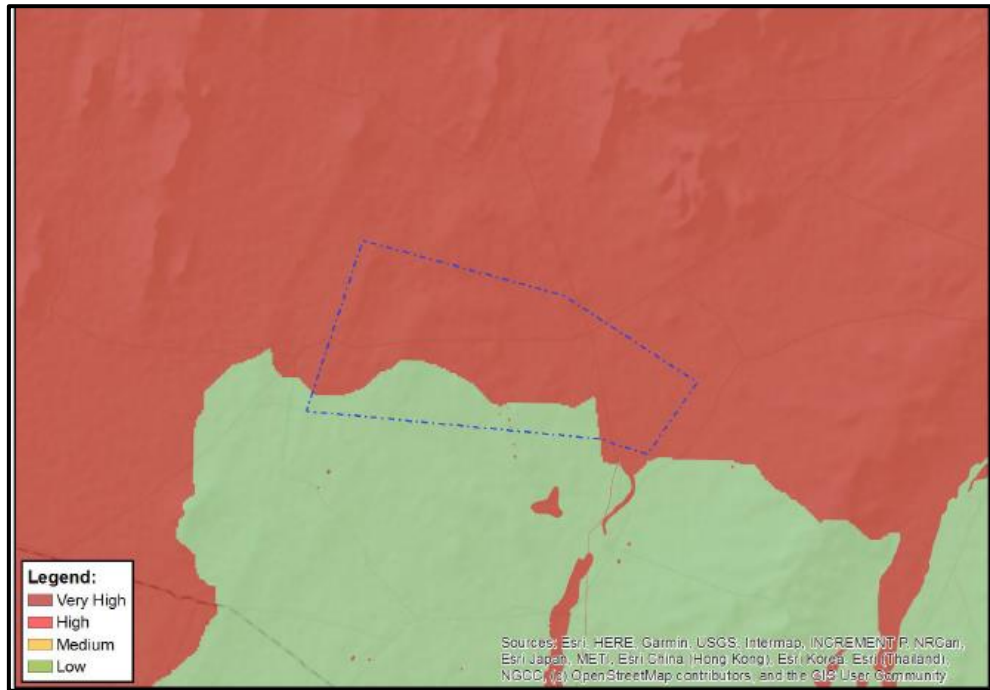 Legend:
Very High
High
Medium
Low
Sources: Esri, HERE, Garmin, USGS, Intermap, INCREMENT P, NRCan,
Esri Japan, METI, Esri China (Hong Kong), Esri Korea, Esri (Thailand),
NGCC, (c) OpenStreetMap contributors, and the GIS User Community